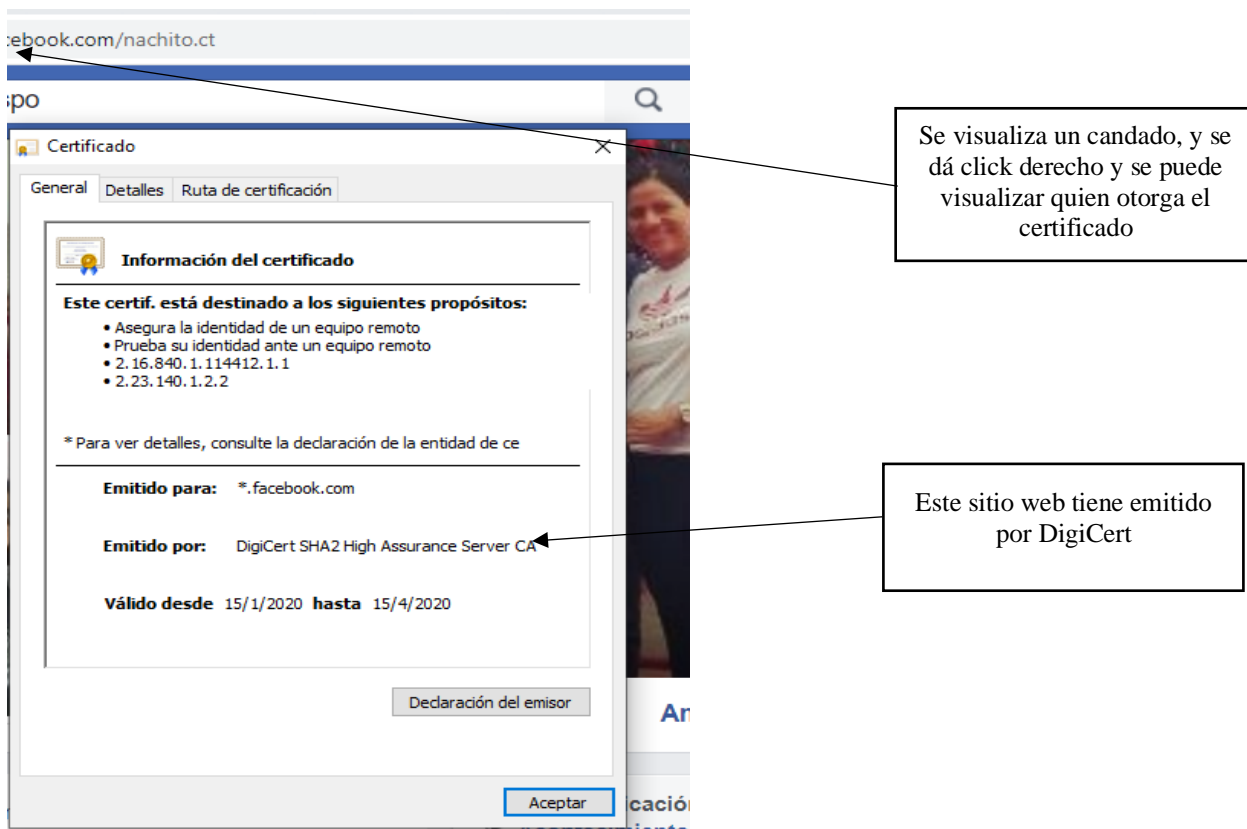 cebook.com/nachito.ct
spo
Certificado
General Detalles Ruta de certificación
Información del certificado
Este certif. está destinado a los siguientes propósitos:
• Asegura la identidad de un equipo remoto
• Prueba su identidad ante un equipo remoto
• 2.16.840.1.114412.1.1
• 2.23.140.1.2.2
* Para ver detalles, consulte la declaración de la entidad de ce
Emitido para: *.facebook.com
Emitido por: DigiCert SHA2 High Assurance Server CA
Válido desde 15/1/2020 hasta 15/4/2020
Declaración del emisor
Aceptar
An
icación
Se visualiza un candado, y se
dá click derecho y se puede
visualizar quien otorga el
certificado
Este sitio web tiene emitido
por DigiCert